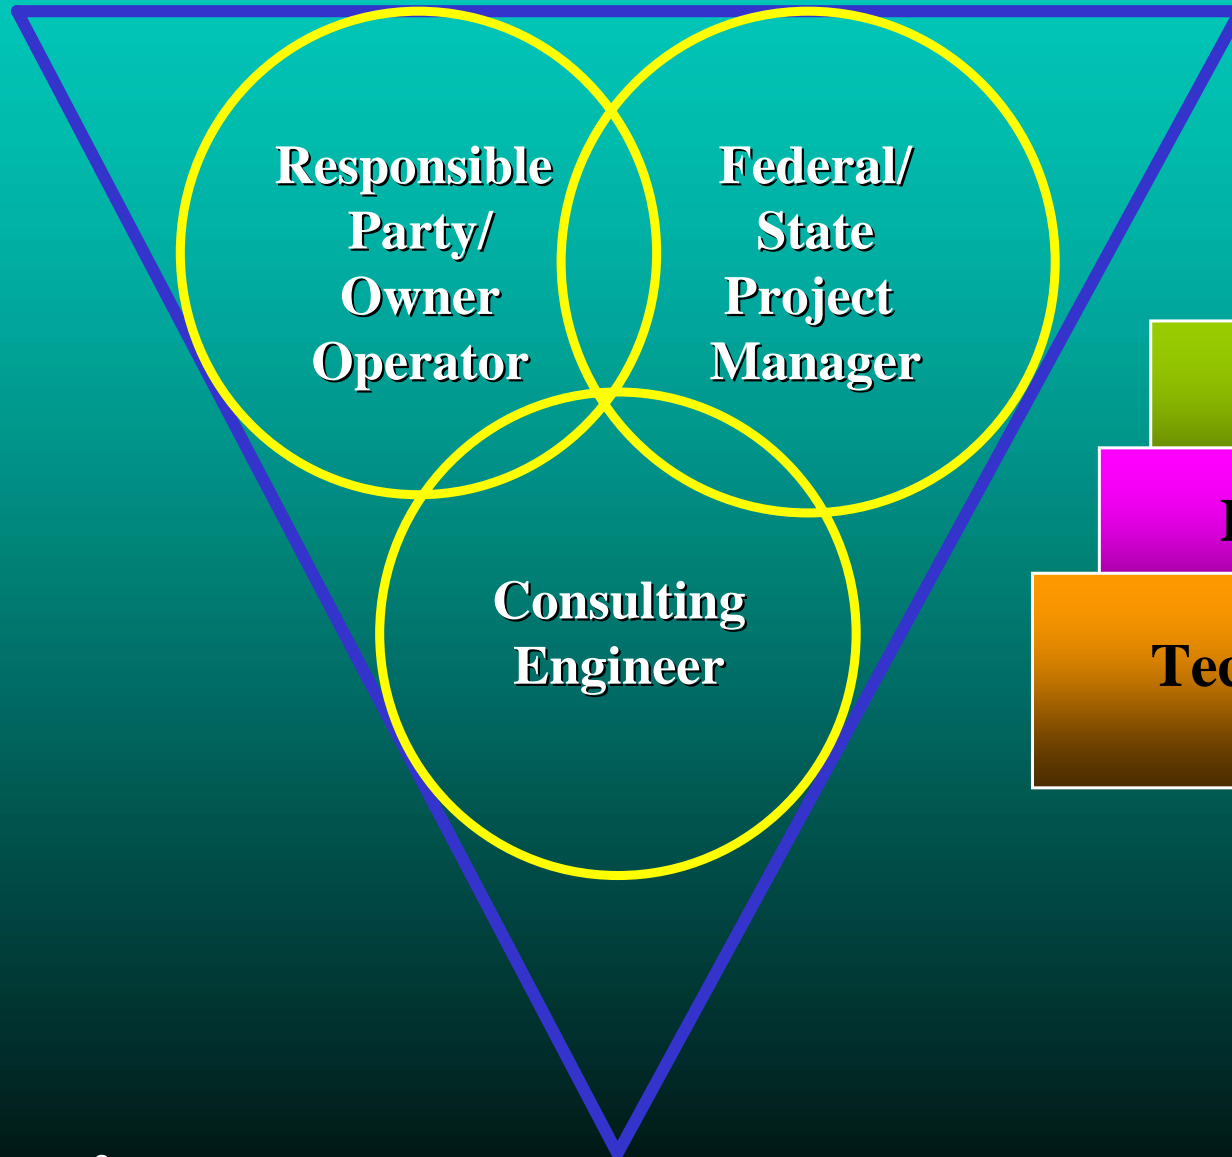 Responsible
Party/
Owner
Operator
Federal/
State
Project
Manager
Consulting
Engineer